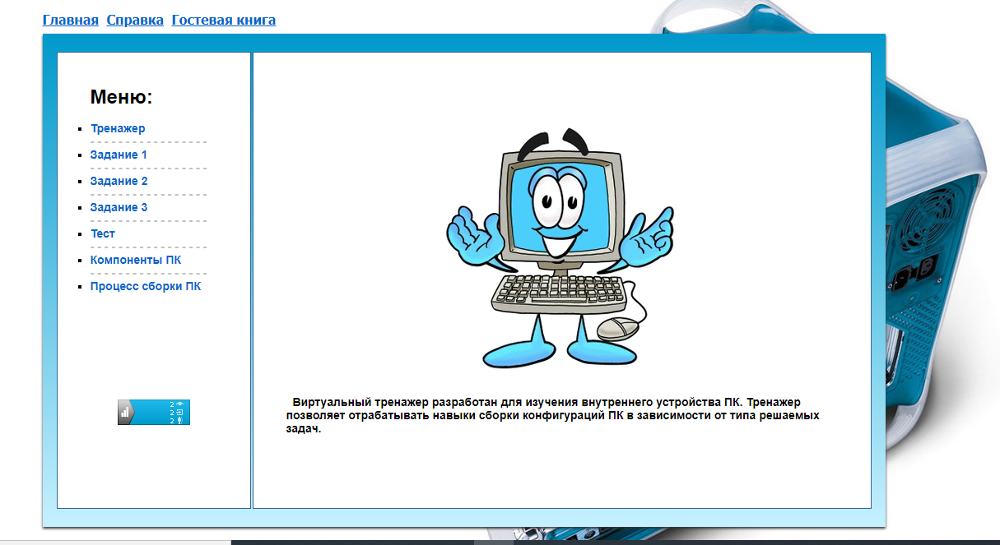 Главная Справка Гостевая книга
Меню:
Тренажер
Задание 1
Задание 2
Задание 3
Тест
Компоненты ПК
Процесс сборки ПК
2
2
2
Виртуальный тренажер разработан для изучения внутреннего устройства ПК. Тренажер
позволяет отрабатывать навыки сборки конфигураций ПК в зависимости от типа решаемых
задач.